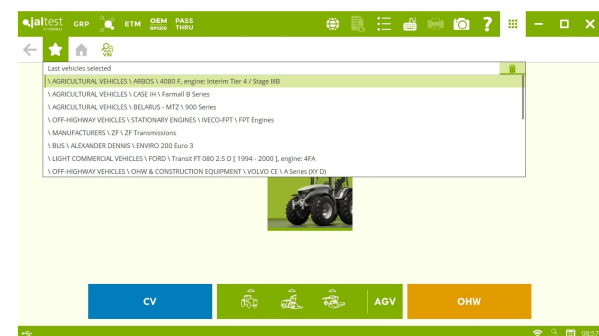 jaltest GRP ETM OEM PASS THRU ?
VIN
Last vehicles selected
\ AGRICULTURAL VEHICLES \ ARBOS \ 4080 F, engine: Interim Tier 4 / Stage IIIB
\ AGRICULTURAL VEHICLES \ CASE IH \ Farmall B Series
\ AGRICULTURAL VEHICLES \ BELARUS - MTZ \ 900 Series
\ OFF-HIGHWAY VEHICLES \ STATIONARY ENGINES \ IVECO-FPT \ FPT Engines
\ MANUFACTURERS \ ZF \ ZF Transmissions
\ BUS \ ALEXANDER DENNIS \ ENVIRO 200 Euro 3
\ LIGHT COMMERCIAL VEHICLES \ FORD \ Transit FT 080 2.5 D [ 1994 - 2000 ], engine: 4FA
\ OFF-HIGHWAY VEHICLES \ OHW & CONSTRUCTION EQUIPMENT \ VOLVO CE \ A Series (XY D)
CV AGV OHW
08:57